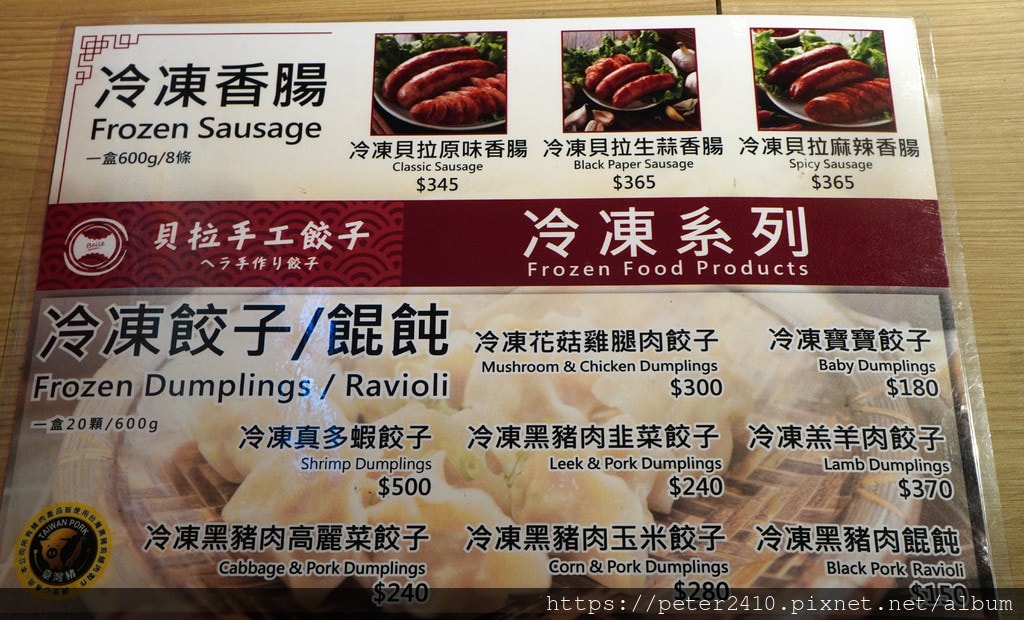 冷凍香腸
Frozen Sausage
一盒600g/8條
冷凍貝拉原味香腸
Classic Sausage
$345
冷凍貝拉生蒜香腸
Black Paper Sausage
$365
冷凍貝拉麻辣香腸
Spicy Sausage
$365
Belle
貝拉手工餃子
ヘラ手作り餃子
冷凍系列
Frozen Food Products
冷凍餃子/餛飩
Frozen Dumplings / Ravioli
一盒20顆/600g
冷凍花菇雞腿肉餃子
Mushroom & Chicken Dumplings
$300
冷凍寶寶餃子
Baby Dumplings
$180
冷凍真多蝦餃子
Shrimp Dumplings
$500
冷凍黑豬肉韭菜餃子
Leek & Pork Dumplings
$240
冷凍羔羊肉餃子
Lamb Dumplings
$370
冷凍黑豬肉高麗菜餃子
Cabbage & Pork Dumplings
$240
冷凍黑豬肉玉米餃子
Corn & Pork Dumplings
$280
冷凍黑豬肉餛飩
Black Pork Ravioli
$150
TAIWAN PORK
臺灣豬
https://peter2410.pixnet.net/album